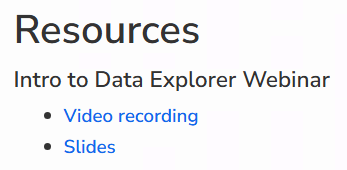 Resources
Intro to Data Explorer Webinar
Video recording
Slides